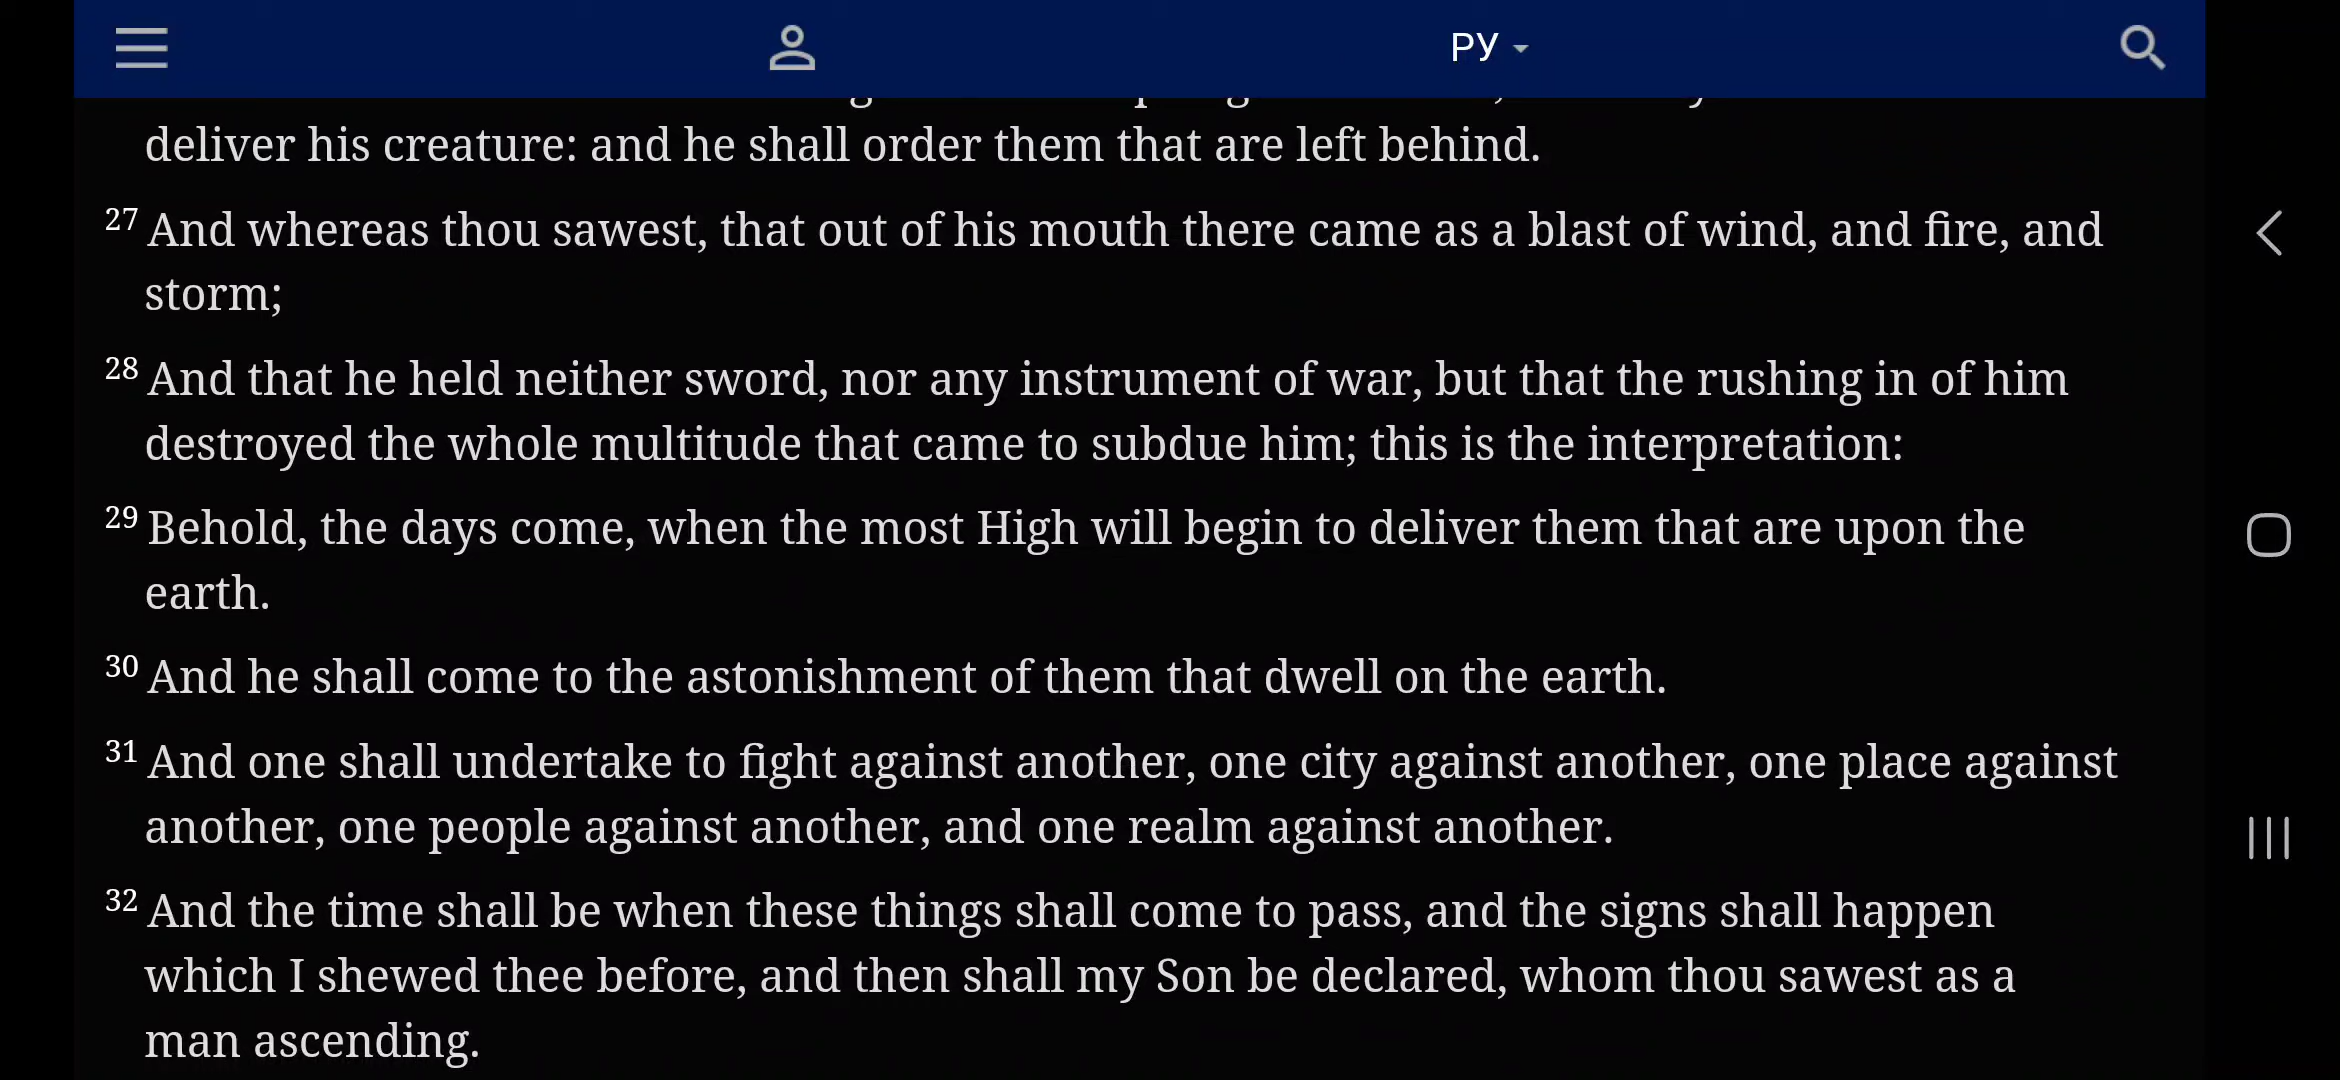 РУ
deliver his creature: and he shall order them that are left behind.
27 And whereas thou sawest, that out of his mouth there came as a blast of wind, and fire, and
storm;
28 And that he held neither sword, nor any instrument of war, but that the rushing in of him
destroyed the whole multitude that came to subdue him; this is the interpretation:
29 Behold, the days come, when the most High will begin to deliver them that are upon the
earth.
30 And he shall come to the astonishment of them that dwell on the earth.
31 And one shall undertake to fight against another, one city against another, one place against
another, one people against another, and one realm against another.
32 And the time shall be when these things shall come to pass, and the signs shall happen
which I shewed thee before, and then shall my Son be declared, whom thou sawest as a
man ascending.